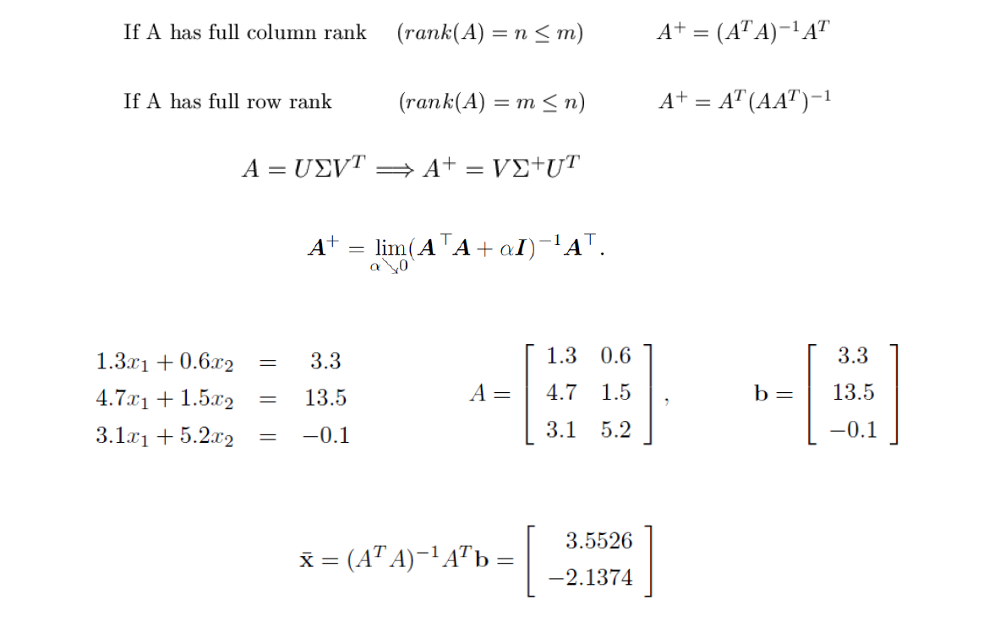 If A has full column rank (rank(A) = n ≤ m) A⁺ = (AᵀA)⁻¹Aᵀ
If A has full row rank (rank(A) = m ≤ n) A⁺ = Aᵀ(AAᵀ)⁻¹
A = UΣVᵀ ⟹ A⁺ = VΣ⁺Uᵀ
A⁺ = lim(A⊤A + αI)⁻¹A⊤.
α↘0
1.3x₁ + 0.6x₂ = 3.3
4.7x₁ + 1.5x₂ = 13.5
3.1x₁ + 5.2x₂ = −0.1
A = [ 1.3 0.6
4.7 1.5
3.1 5.2 ] ,
b = [ 3.3
13.5
−0.1 ]
x̄ = (AᵀA)⁻¹Aᵀb = [ 3.5526
−2.1374 ]